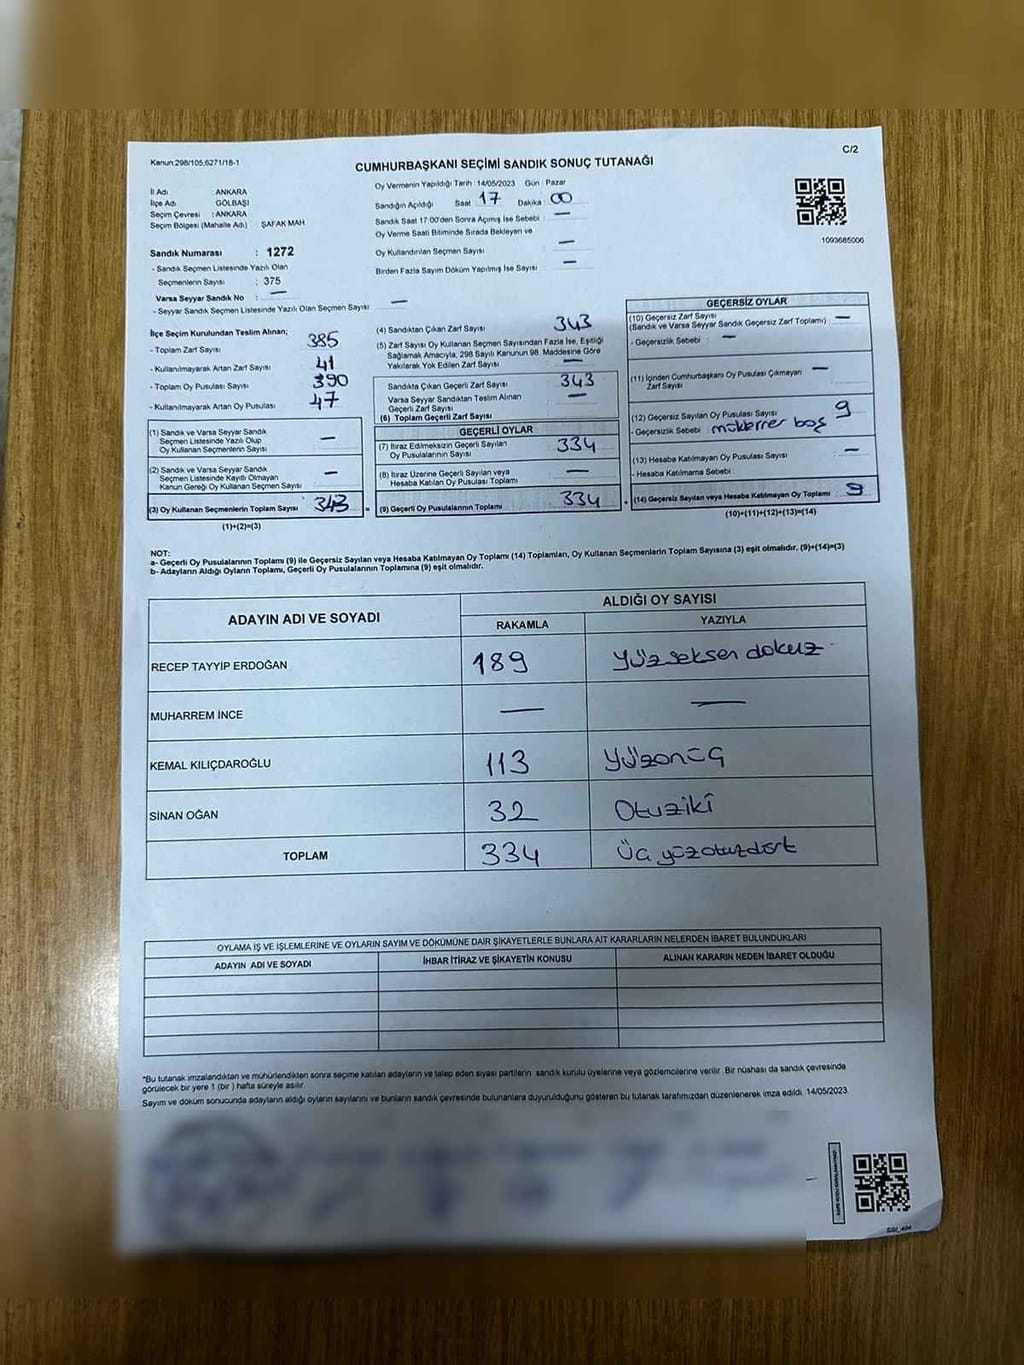 Kanun.298/105,6271/18-1
C/2
CUMHURBAŞKANI SEÇİMİ SANDIK SONUÇ TUTANAĞI
İl Adı : ANKARA
İlçe Adı : GÖLBAŞI
Seçim Çevresi : ANKARA
Seçim Bölgesi (Mahalle Adı) ŞAFAK MAH
Sandık Numarası : 1272
- Sandık Seçmen Listesinde Yazılı Olan
Seçmenlerin Sayısı : 375
Varsa Seyyar Sandık No : —
- Seyyar Sandık Seçmen Listesinde Yazılı Olan Seçmen Sayısı : —
Oy Vermenin Yapıldığı Tarih :14/05/2023 Gün : Pazar
Sandığın Açıldığı Saat 17 Dakika 00
Sandık Saat 17.00'den Sonra Açımış İse Sebebi —
Oy Verme Saati Bitiminde Sırada Bekleyen ve
Oy Kullandırılan Seçmen Sayısı —
Birden Fazla Sayım Döküm Yapılmış İse Sayısı —
1093685006
İlçe Seçim Kurulundan Teslim Alınan;
- Toplam Zarf Sayısı 385
- Kullanılmayarak Artan Zarf Sayısı 41
- Toplam Oy Pusulası Sayısı 390
- Kullanılmayarak Artan Oy Pusulası 47
(1) Sandık ve Varsa Seyyar Sandık
Seçmen Listesinde Yazılı Olup
Oy Kullanan Seçmenlerin Sayısı —
(2) Sandık ve Varsa Seyyar Sandık
Seçmen Listesinde Kayıtlı Olmayan
Kanun Gereği Oy Kullanan Seçmen Sayısı —
(3) Oy Kullanan Seçmenlerin Toplam Sayısı 343
(1)+(2)=(3)
(4) Sandıktan Çıkan Zarf Sayısı 343
(5) Zarf Sayısı Oy Kullanan Seçmen Sayısından Fazla İse, Eşitliği
Sağlamak Amacıyla, 298 Sayılı Kanunun 98. Maddesine Göre
Yakılarak Yok Edilen Zarf Sayısı —
Sandıkta Çıkan Geçerli Zarf Sayısı 343
Varsa Seyyar Sandıktan Teslim Alınan
Geçerli Zarf Sayısı —
(6) Toplam Geçerli Zarf Sayısı
GEÇERLİ OYLAR
(7) İtiraz Edilmeksizin Geçerli Sayılan
Oy Pusulalarının Sayısı 334
(8) İtiraz Üzerine Geçerli Sayılan veya
Hesaba Katılan Oy Pusulası Toplamı —
(9) Geçerli Oy Pusulalarının Toplamı 334
GEÇERSİZ OYLAR
(10) Geçersiz Zarf Sayısı
(Sandık ve Varsa Seyyar Sandık Geçersiz Zarf Toplamı) —
- Geçersizlik Sebebi : —
(11) İçinden Cumhurbaşkanı Oy Pusulası Çıkmayan
Zarf Sayısı —
(12) Geçersiz Sayılan Oy Pusulası Sayısı 9
- Geçersizlik Sebebi mükerrer boş
(13) Hesaba Katılmayan Oy Pusulası Sayısı —
- Hesaba Katılmama Sebebi
(14) Geçersiz Sayılan veya Hesaba Katılmayan Oy Toplamı 9
(10)+(11)+(12)+(13)=(14)
NOT:
a- Geçerli Oy Pusulalarının Toplamı (9) ile Geçersiz Sayılan veya Hesaba Katılmayan Oy Toplamı (14) Toplamları, Oy Kullanan Seçmenlerin Toplam Sayısına (3) eşit olmalıdır. (9)+(14)=(3)
b- Adayların Aldığı Oyların Toplamı, Geçerli Oy Pusulalarının Toplamına (9) eşit olmalıdır.
ADAYIN ADI VE SOYADI
ALDIĞI OY SAYISI
RAKAMLA YAZIYLA
RECEP TAYYİP ERDOĞAN 189 Yüzseksen dokuz
MUHARREM İNCE — —
KEMAL KILIÇDAROĞLU 113 Yüzonüç
SİNAN OĞAN 32 Otuziki
TOPLAM 334 Üç yüzotuzdört
OYLAMA İŞ VE İŞLEMLERİNE VE OYLARIN SAYIM VE DÖKÜMÜNE DAİR ŞİKAYETLERLE BUNLARA AİT KARARLARIN NELERDEN İBARET BULUNDUKLARI
ADAYIN ADI VE SOYADI İHBAR İTİRAZ VE ŞİKAYETİN KONUSU ALINAN KARARIN NEDEN İBARET OLDUĞU
*Bu tutanak imzalandıktan ve mühürlendikten sonra seçime katılan adayların ve talep eden siyasi partilerin sandık kurulu üyelerine veya gözlemcilerine verilir. Bir nüshası da sandık çevresinde
görülecek bir yere 1 (bir ) hafta süreyle asılır.
Sayım ve döküm sonucunda adayların aldığı oyların sayılarını ve bunların sandık çevresinde bulunanlara duyurulduğunu gösteren bu tutanak tarafımızdan düzenlenerek imza edildi. 14/05/2023